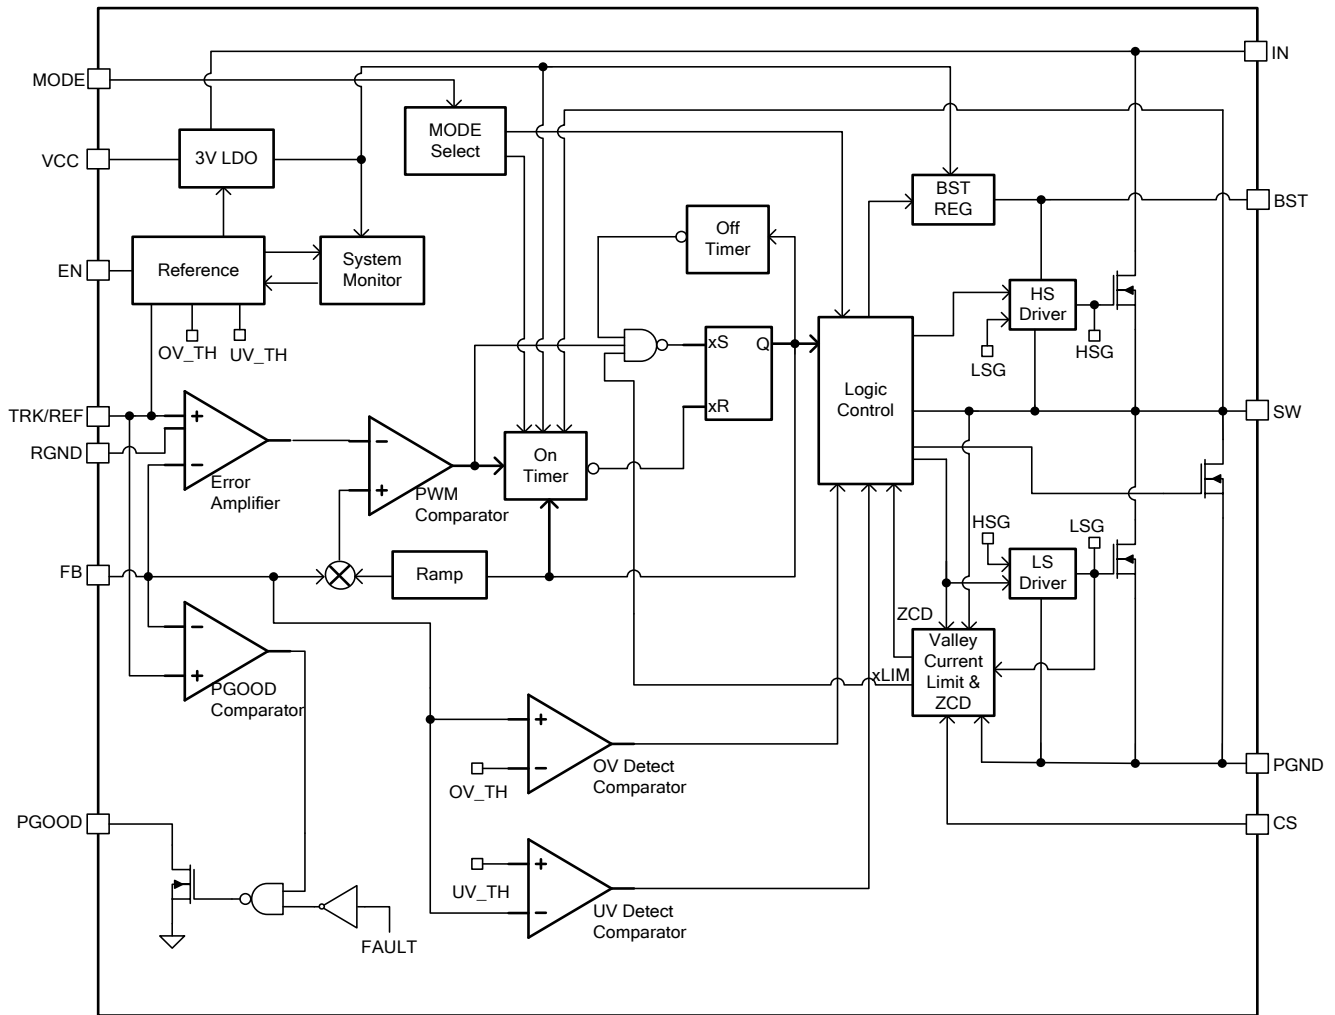 IN
MODE
MODE
Select
VCC
3V LDO
BST
REG
BST
Off
Timer
EN
Reference
System
Monitor
HS
Driver
OV_TH
UV_TH
LSG
HSG
xS
Q
Logic
Control
xR
TRK/REF
RGND
SW
Error
Amplifier
PWM
Comparator
On
Timer
HSG
LSG
FB
Ramp
LS
Driver
ZCD
xLIM
Valley
Current
Limit &
ZCD
PGOOD
Comparator
OV_TH
OV Detect
Comparator
PGND
PGOOD
CS
UV_TH
UV Detect
Comparator
FAULT